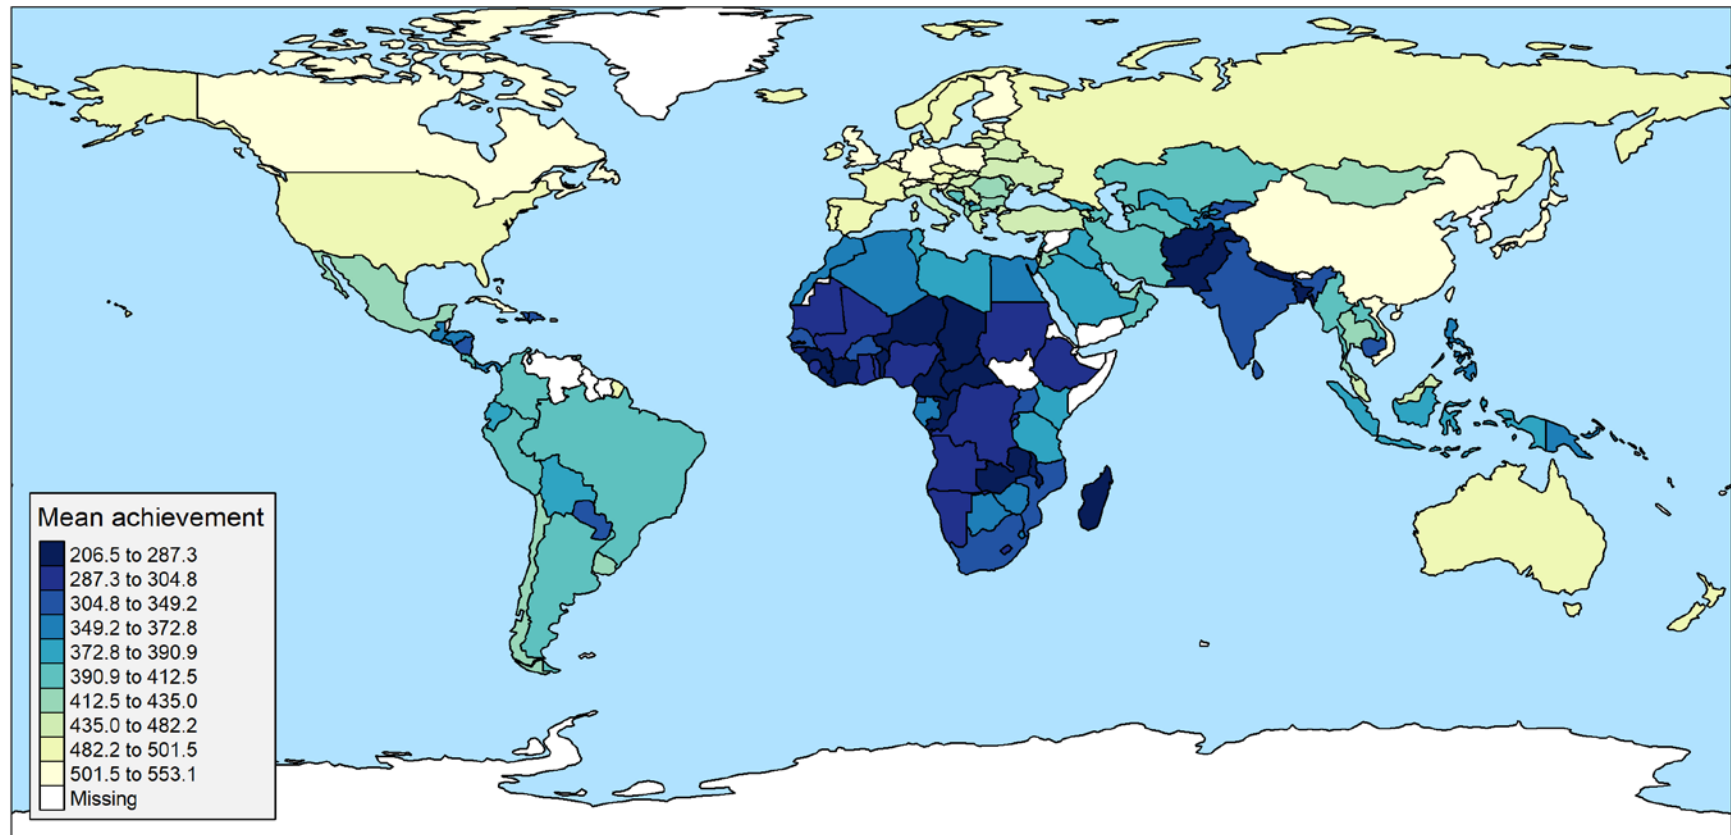 Mean achievement
206.5 to 287.3
287.3 to 304.8
304.8 to 349.2
349.2 to 372.8
372.8 to 390.9
390.9 to 412.5
412.5 to 435.0
435.0 to 482.2
482.2 to 501.5
501.5 to 553.1
Missing